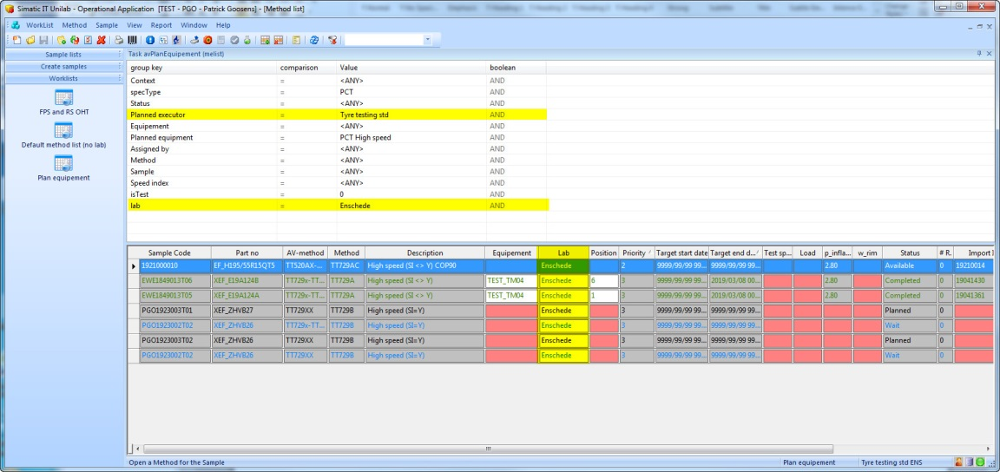 Simatic IT Unilab - Operational Application [TEST - PGO - Patrick Goosens] - [Method list]
WorkList Method Sample View Report Window Help
Sample lists
Create samples
Worklists
FPS and RS OHT
Default method list (no lab)
Plan equipement
Task avPlanEquipement (melist)
group key comparison Value boolean
Context = <ANY> AND
specType = PCT AND
Status = <ANY> AND
Planned executor = Tyre testing std AND
Equipement = <ANY> AND
Planned equipment = PCT High speed AND
Assigned by = <ANY> AND
Method = <ANY> AND
Sample = <ANY> AND
Speed index = <ANY> AND
isTest = 0 AND
lab = Enschede AND
Sample Code Part no AV-method Method Description Equipement Lab Position Priority Target start date Target end d... Test sp... Load p_infla... w_rim Status # R. Import
1921000010 EF_H195/55R15QT5 TT520AX-... TT729AC High speed (SI <> Y) COP90 Enschede 2 9999/99/99 99... 9999/99/99 99... 2.80 Available 0 19210014
EWE1849013T06 XEF_E19A124B TT729x-TT... TT729A High speed (SI <> Y) TEST_TM04 Enschede 6 3 9999/99/99 99... 2019/03/08 00... 2.80 Completed 0 19041430
EWE1849013T05 XEF_E19A124A TT729x-TT... TT729A High speed (SI <> Y) TEST_TM04 Enschede 1 3 9999/99/99 99... 2019/03/08 00... 2.80 Completed 0 19041361
PGO1923003T01 XEF_ZHVB27 TT729XX TT729B High speed (SI=Y) Enschede 3 9999/99/99 99... 9999/99/99 99... Planned 0
PGO1923002T02 XEF_ZHVB26 TT729x-TT... TT729B High speed (SI=Y) Enschede 3 9999/99/99 99... 9999/99/99 99... Wait 0
PGO1923003T02 XEF_ZHVB26 TT729XX TT729B High speed (SI=Y) Enschede 3 9999/99/99 99... 9999/99/99 99... Planned 0
PGO1923002T02 XEF_ZHVB26 TT729XX TT729B High speed (SI=Y) Enschede 3 9999/99/99 99... 9999/99/99 99... Wait 0
Open a Method for the Sample Plan equipement Tyre testing std ENS